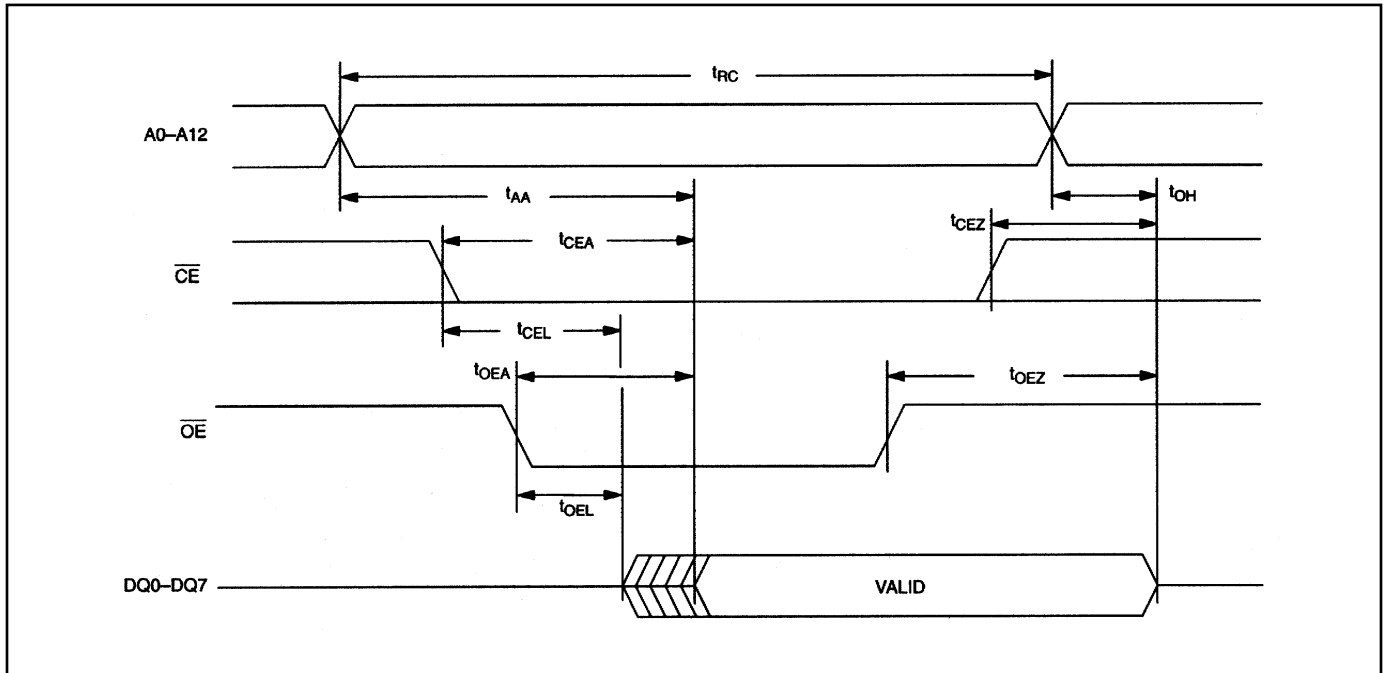 tRC
A0–A12
tAA
tOH
tCEA
tCEZ
CE
tCEL
tOEA
tOEZ
OE
tOEL
DQ0–DQ7
VALID